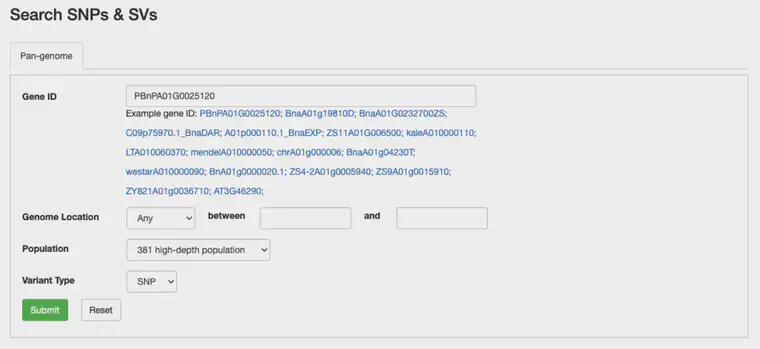 Search SNPs & SVs
Pan-genome
Gene ID
PBnPA01G0025120
Example gene ID: PBnPA01G0025120; BnaA01g19810D; BnaA01G0232700ZS;
C09p75970.1_BnaDAR; A01p000110.1_BnaEXP; ZS11A01G006500; kaleA010000110;
LTA010060370; mendelA010000050; chrA01g000006; BnaA01g04230T;
westarA010000090; BnA01g0000020.1; ZS4-2A01g0005940; ZS9A01g0015910;
ZY821A01g0036710; AT3G46290;
Genome Location Any between and
Population 381 high-depth population
Variant Type SNP
Submit Reset